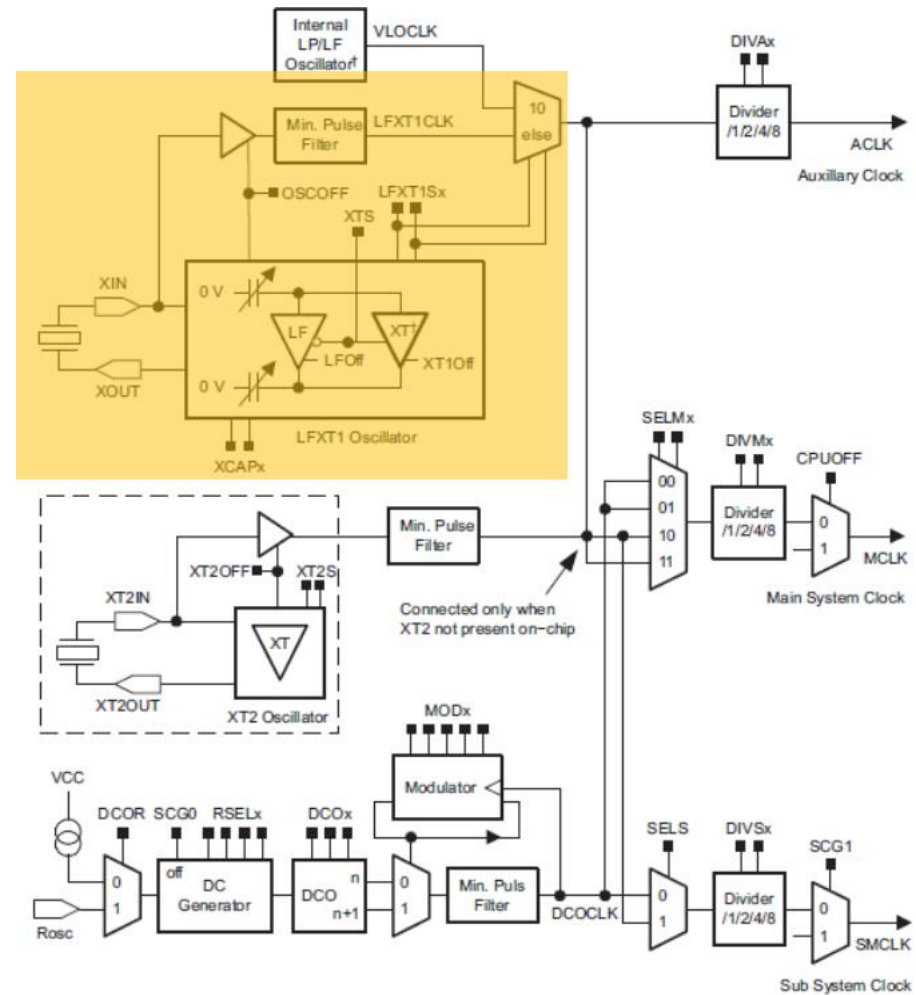 Internal
LP/LF
Oscillator†
VLOCLK
DIVAx
10
else
Min. Pulse
Filter
LFXT1CLK
Divider
/1/2/4/8
ACLK
Auxillary Clock
OSCOFF
LFXT1Sx
XTS
XIN
0 V
LF
XT†
LFOff
XT1Off
0 V
XOUT
LFXT1 Oscillator
XCAPx
SELMx
DIVMx
CPUOFF
00
01
10
11
Divider
/1/2/4/8
0
1
MCLK
Main System Clock
Min. Pulse
Filter
XT2OFF
XT2S
XT2IN
XT
XT2OUT
XT2 Oscillator
Connected only when
XT2 not present on−chip
MODx
Modulator
VCC
DCOR
SCG0
RSELx
DCOx
0
1
off
DC
Generator
DCO
n
n+1
0
1
Min. Puls
Filter
DCOCLK
Rosc
SELS
DIVSx
SCG1
0
1
Divider
/1/2/4/8
0
1
SMCLK
Sub System Clock